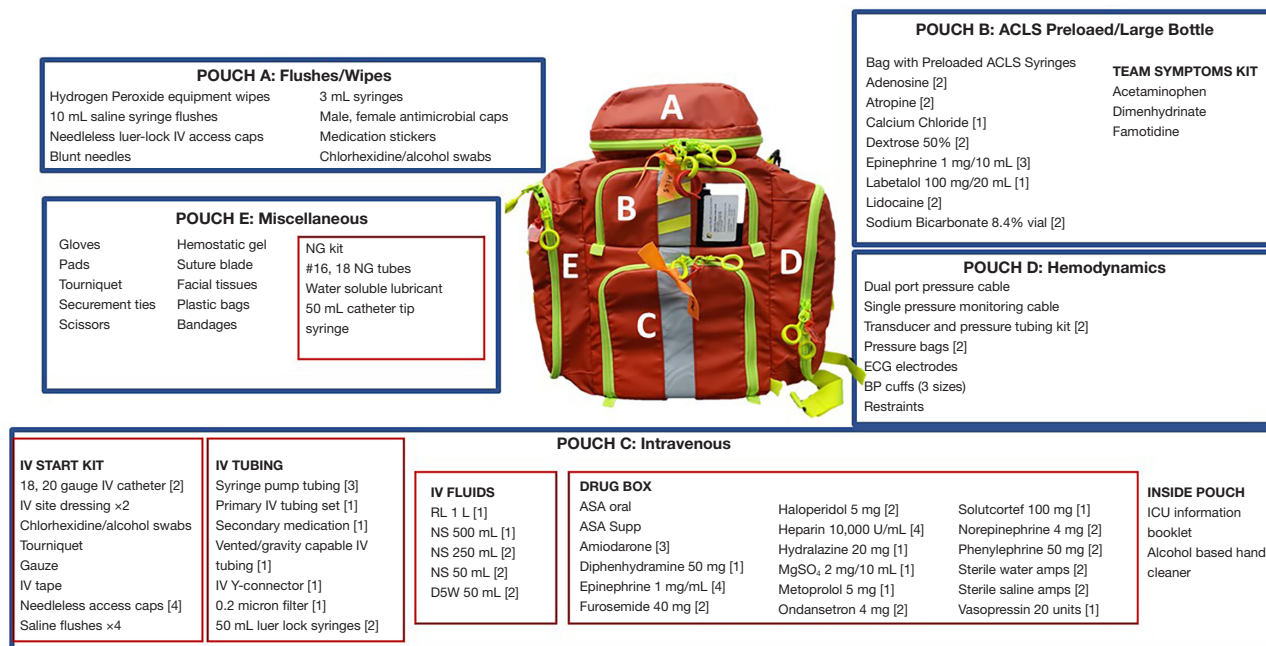 POUCH A: Flushes/Wipes
Hydrogen Peroxide equipment wipes
10 mL saline syringe flushes
Needleless luer-lock IV access caps
Blunt needles
3 mL syringes
Male, female antimicrobial caps
Medication stickers
Chlorhexidine/alcohol swabs
POUCH E: Miscellaneous
Gloves
Pads
Tourniquet
Securement ties
Scissors
Hemostatic gel
Suture blade
Facial tissues
Plastic bags
Bandages
NG kit
#16, 18 NG tubes
Water soluble lubricant
50 mL catheter tip
syringe
A
B
E
D
C
POUCH B: ACLS Preloaed/Large Bottle
Bag with Preloaded ACLS Syringes
Adenosine [2]
Atropine [2]
Calcium Chloride [1]
Dextrose 50% [2]
Epinephrine 1 mg/10 mL [3]
Labetalol 100 mg/20 mL [1]
Lidocaine [2]
Sodium Bicarbonate 8.4% vial [2]
TEAM SYMPTOMS KIT
Acetaminophen
Dimenhydrinate
Famotidine
POUCH D: Hemodynamics
Dual port pressure cable
Single pressure monitoring cable
Transducer and pressure tubing kit [2]
Pressure bags [2]
ECG electrodes
BP cuffs (3 sizes)
Restraints
POUCH C: Intravenous
IV START KIT
18, 20 gauge IV catheter [2]
IV site dressing ×2
Chlorhexidine/alcohol swabs
Tourniquet
Gauze
IV tape
Needleless access caps [4]
Saline flushes ×4
IV TUBING
Syringe pump tubing [3]
Primary IV tubing set [1]
Secondary medication [1]
Vented/gravity capable IV
tubing [1]
IV Y-connector [1]
0.2 micron filter [1]
50 mL luer lock syringes [2]
IV FLUIDS
RL 1 L [1]
NS 500 mL [1]
NS 250 mL [2]
NS 50 mL [2]
D5W 50 mL [2]
DRUG BOX
ASA oral
ASA Supp
Amiodarone [3]
Diphenhydramine 50 mg [1]
Epinephrine 1 mg/mL [4]
Furosemide 40 mg [2]
Haloperidol 5 mg [2]
Heparin 10,000 U/mL [4]
Hydralazine 20 mg [1]
MgSO₄ 2 mg/10 mL [1]
Metoprolol 5 mg [1]
Ondansetron 4 mg [2]
Solutcortef 100 mg [1]
Norepinephrine 4 mg [2]
Phenylephrine 50 mg [2]
Sterile water amps [2]
Sterile saline amps [2]
Vasopressin 20 units [1]
INSIDE POUCH
ICU information
booklet
Alcohol based hand
cleaner